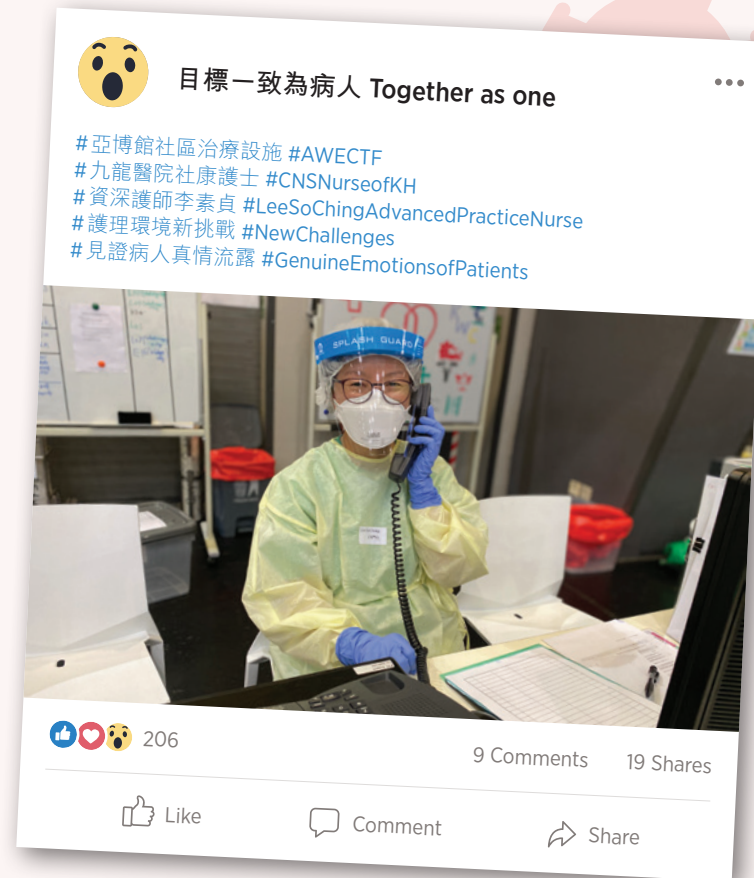 目標一致為病人 Together as one
#亞博館社區治療設施 #AWECTF
#九龍醫院社康護士 #CNSNurseofKH
#資深護師李素貞 #LeeSoChingAdvancedPracticeNurse
#護理環境新挑戰 #NewChallenges
#見證病人真情流露 #GenuineEmotionsofPatients
SPLASH GUARD
206
9 Comments
19 Shares
Like
Comment
Share